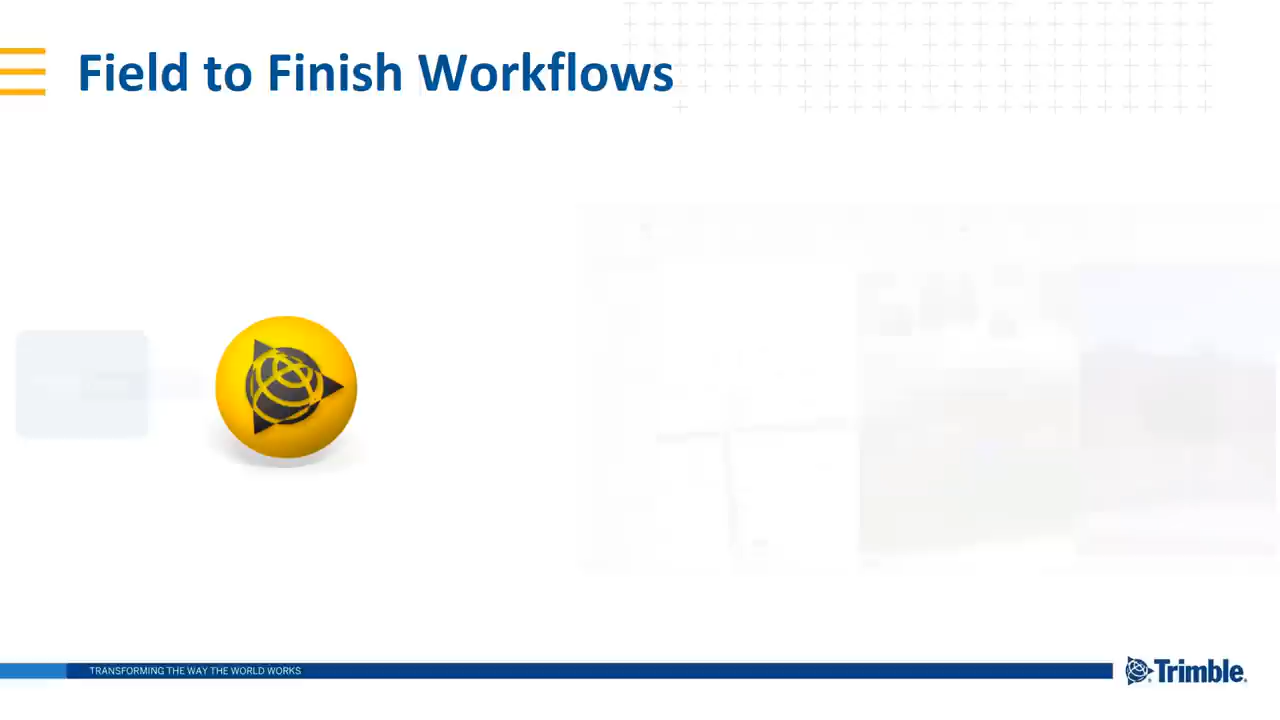 Field to Finish Workflows
TRANSFORMING THE WAY THE WORLD WORKS
Trimble